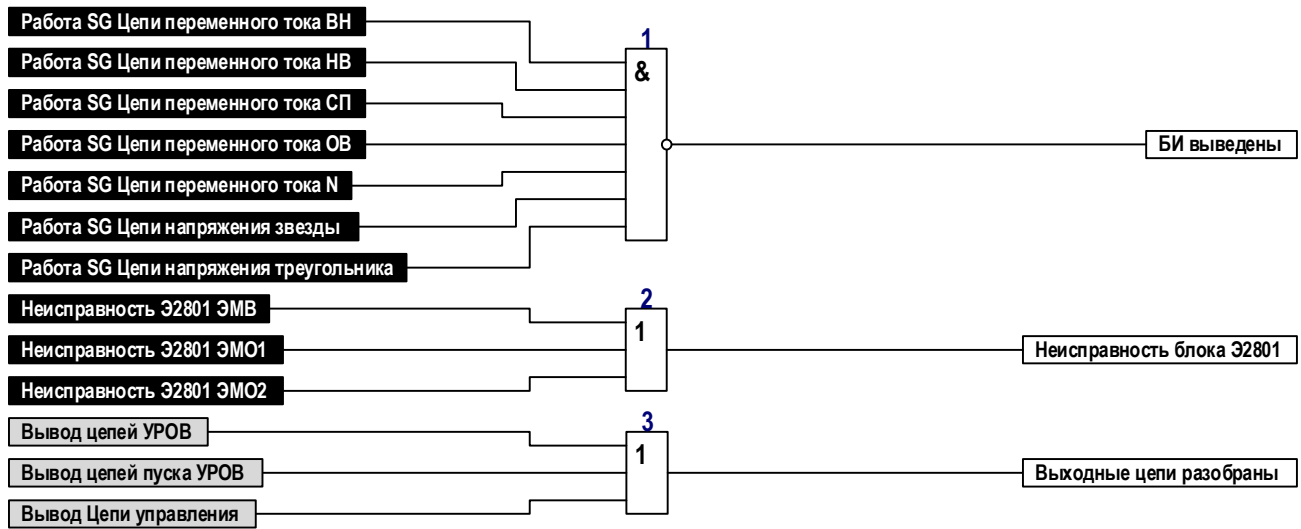 Работа SG Цепи переменного тока ВН
Работа SG Цепи переменного тока НВ
Работа SG Цепи переменного тока СП
Работа SG Цепи переменного тока ОВ
Работа SG Цепи переменного тока N
Работа SG Цепи напряжения звезды
Работа SG Цепи напряжения треугольника
1
&
БИ выведены
Неисправность Э2801 ЭМВ
Неисправность Э2801 ЭМО1
Неисправность Э2801 ЭМО2
2
1
Неисправность блока Э2801
Вывод цепей УРОВ
Вывод цепей пуска УРОВ
Вывод Цепи управления
3
1
Выходные цепи разобраны